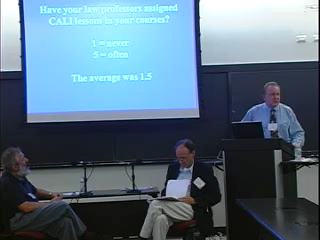 Have your law professors assigned
CALI lessons in your courses?
1 = never
5 = often
The average was 1.5